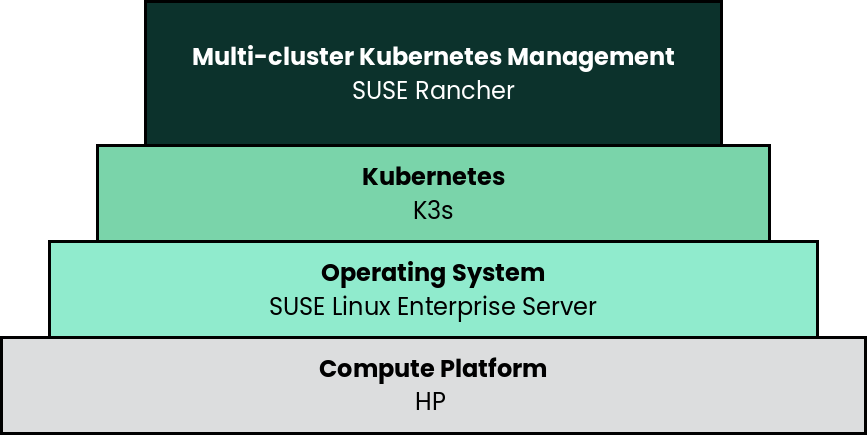 Multi-cluster Kubernetes Management
SUSE Rancher
Kubernetes
K3s
Operating System
SUSE Linux Enterprise Server
Compute Platform
HP